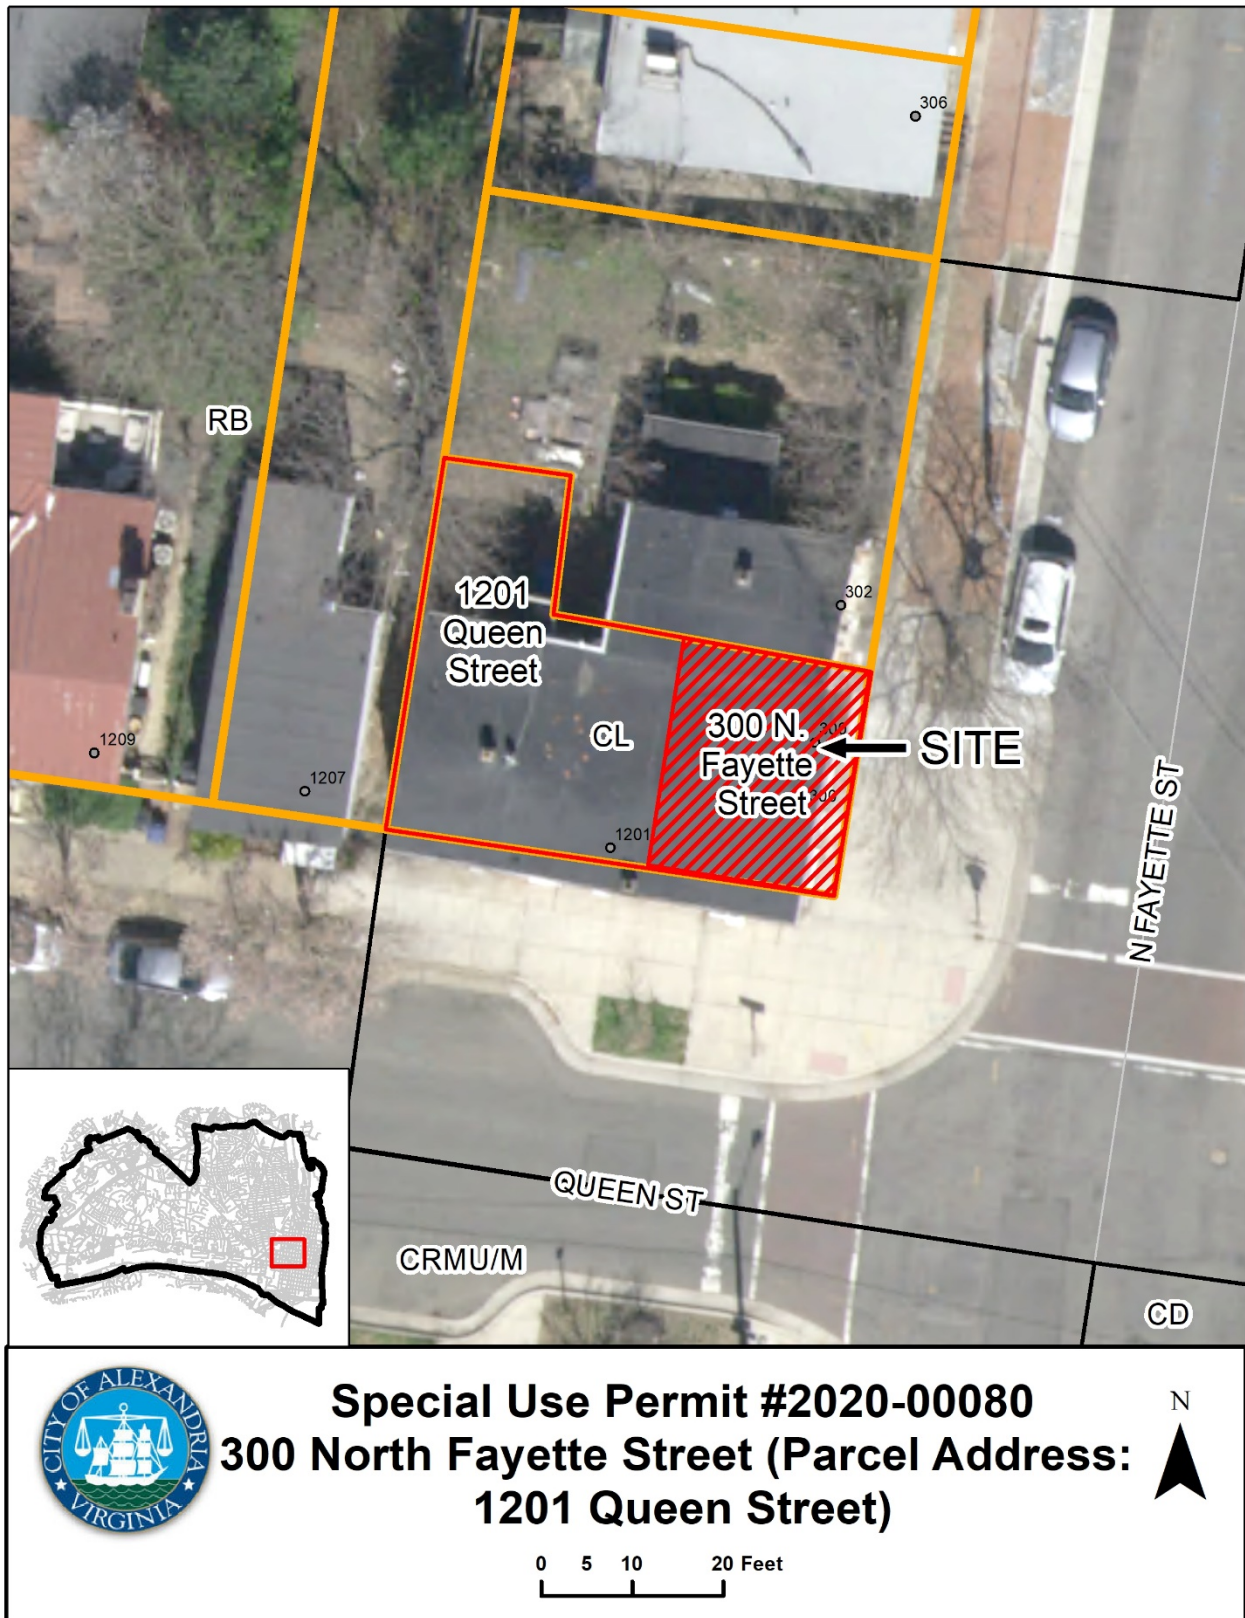 306
RB
302
1201
Queen
Street
CL
300 N.
Fayette
Street
300
300
SITE
1209
1207
1201
N FAYETTE ST
QUEEN ST
CRMU/M
CD
CITY OF ALEXANDRIA
VIRGINIA
Special Use Permit #2020-00080
300 North Fayette Street (Parcel Address:
1201 Queen Street)
N
0 5 10 20 Feet